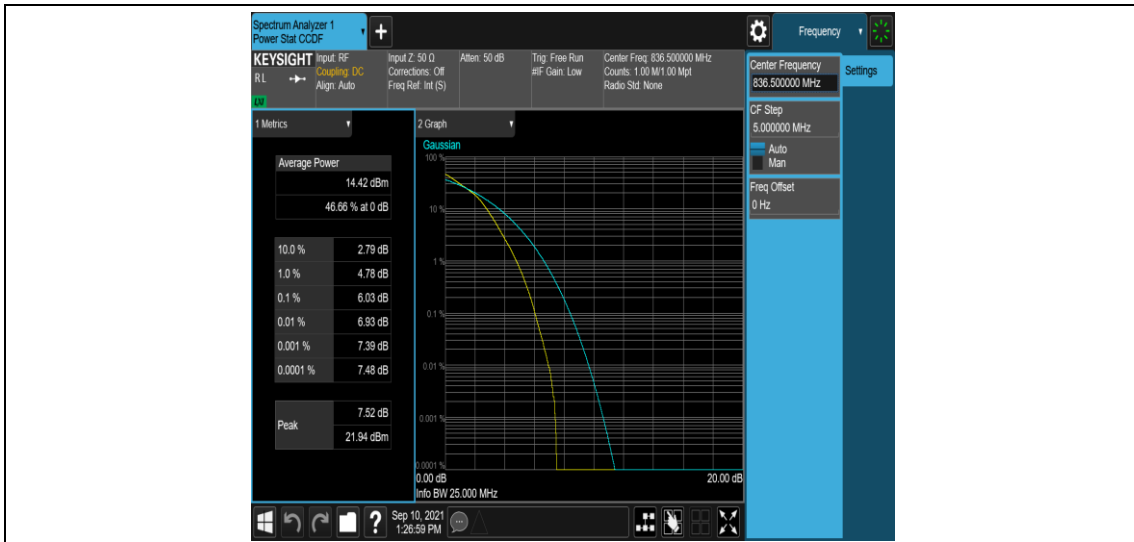 Spectrum Analyzer 1
Power Stat CCDF
+
Frequency
KEYSIGHT
RL
LXI
Input: RF
Coupling: DC
Align: Auto
Input Z: 50 Ω
Corrections: Off
Freq Ref: Int (S)
Atten: 50 dB
Trig: Free Run
#IF Gain: Low
Center Freq: 836.500000 MHz
Counts: 1.00 M/1.00 Mpt
Radio Std: None
Center Frequency
836.500000 MHz
Settings
CF Step
5.000000 MHz
Auto
Man
Freq Offset
0 Hz
1 Metrics
Average Power
14.42 dBm
46.66 % at 0 dB
10.0 % 2.79 dB
1.0 % 4.78 dB
0.1 % 6.03 dB
0.01 % 6.93 dB
0.001 % 7.39 dB
0.0001 % 7.48 dB
Peak
7.52 dB
21.94 dBm
2 Graph
Gaussian
100 %
10 %
1 %
0.1 %
0.01 %
0.001 %
0.0001 %
0.00 dB 20.00 dB
Info BW 25.000 MHz
?
Sep 10, 2021
1:26:59 PM